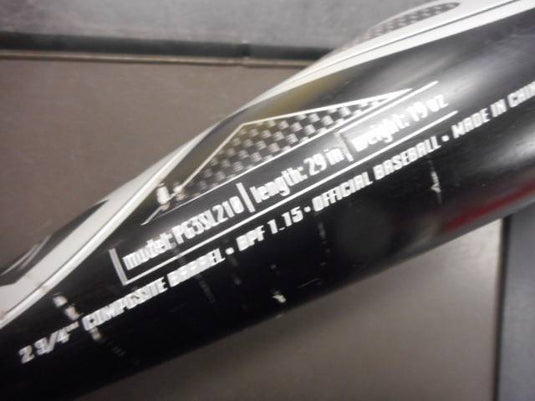 model: PG3SL210 | length: 29 in | weight: 19 oz
2 3/4" COMPOSITE BARREL • BPF 1.15 • OFFICIAL BASEBALL • MADE IN CHIN